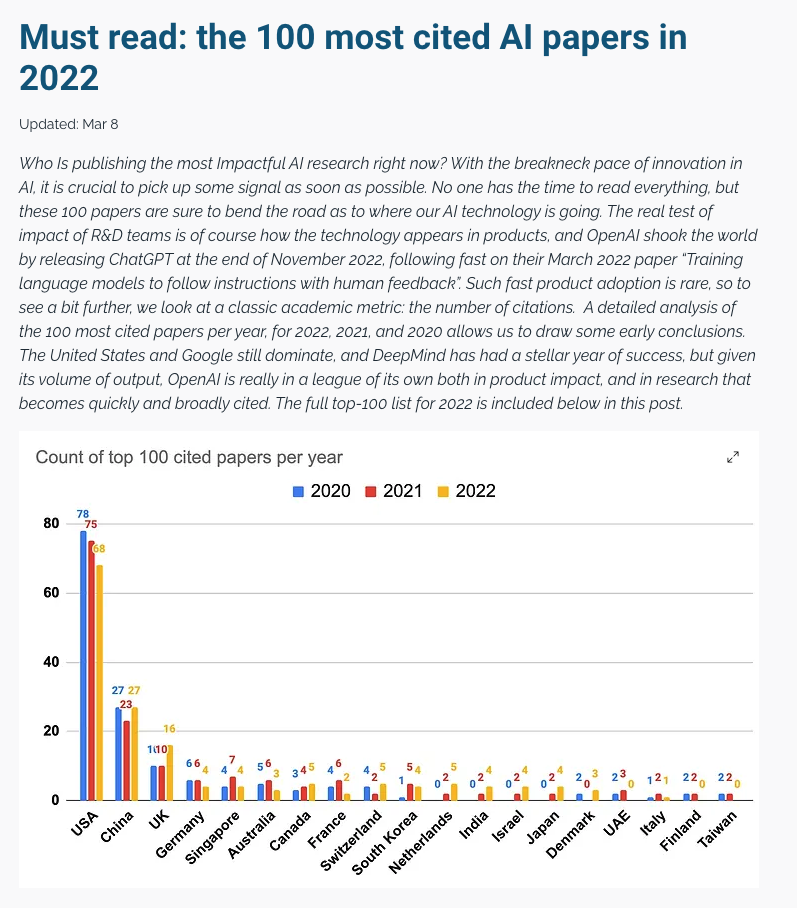 Must read: the 100 most cited AI papers in
2022
Updated: Mar 8
Who Is publishing the most Impactful AI research right now? With the breakneck pace of innovation in
AI, it is crucial to pick up some signal as soon as possible. No one has the time to read everything, but
these 100 papers are sure to bend the road as to where our AI technology is going. The real test of
impact of R&D teams is of course how the technology appears in products, and OpenAI shook the world
by releasing ChatGPT at the end of November 2022, following fast on their March 2022 paper “Training
language models to follow instructions with human feedback”. Such fast product adoption is rare, so to
see a bit further, we look at a classic academic metric: the number of citations.  A detailed analysis of
the 100 most cited papers per year, for 2022, 2021, and 2020 allows us to draw some early conclusions.
The United States and Google still dominate, and DeepMind has had a stellar year of success, but given
its volume of output, OpenAI is really in a league of its own both in product impact, and in research that
becomes quickly and broadly cited. The full top-100 list for 2022 is included below in this post.
Count of top 100 cited papers per year
2020 2021 2022
80
60
40
20
0
78 75 68
27 23 27
10 10 16
6 6 4
4 7 4
5 6 3
3 4 5
4 6 2
4 2 5
1 5 4
0 2 5
0 2 4
0 2 4
0 2 4
2 0 3
2 3 0
1 2 1
2 2 0
2 2 0
USA
China
UK
Germany
Singapore
Australia
Canada
France
Switzerland
South Korea
Netherlands
India
Israel
Japan
Denmark
UAE
Italy
Finland
Taiwan